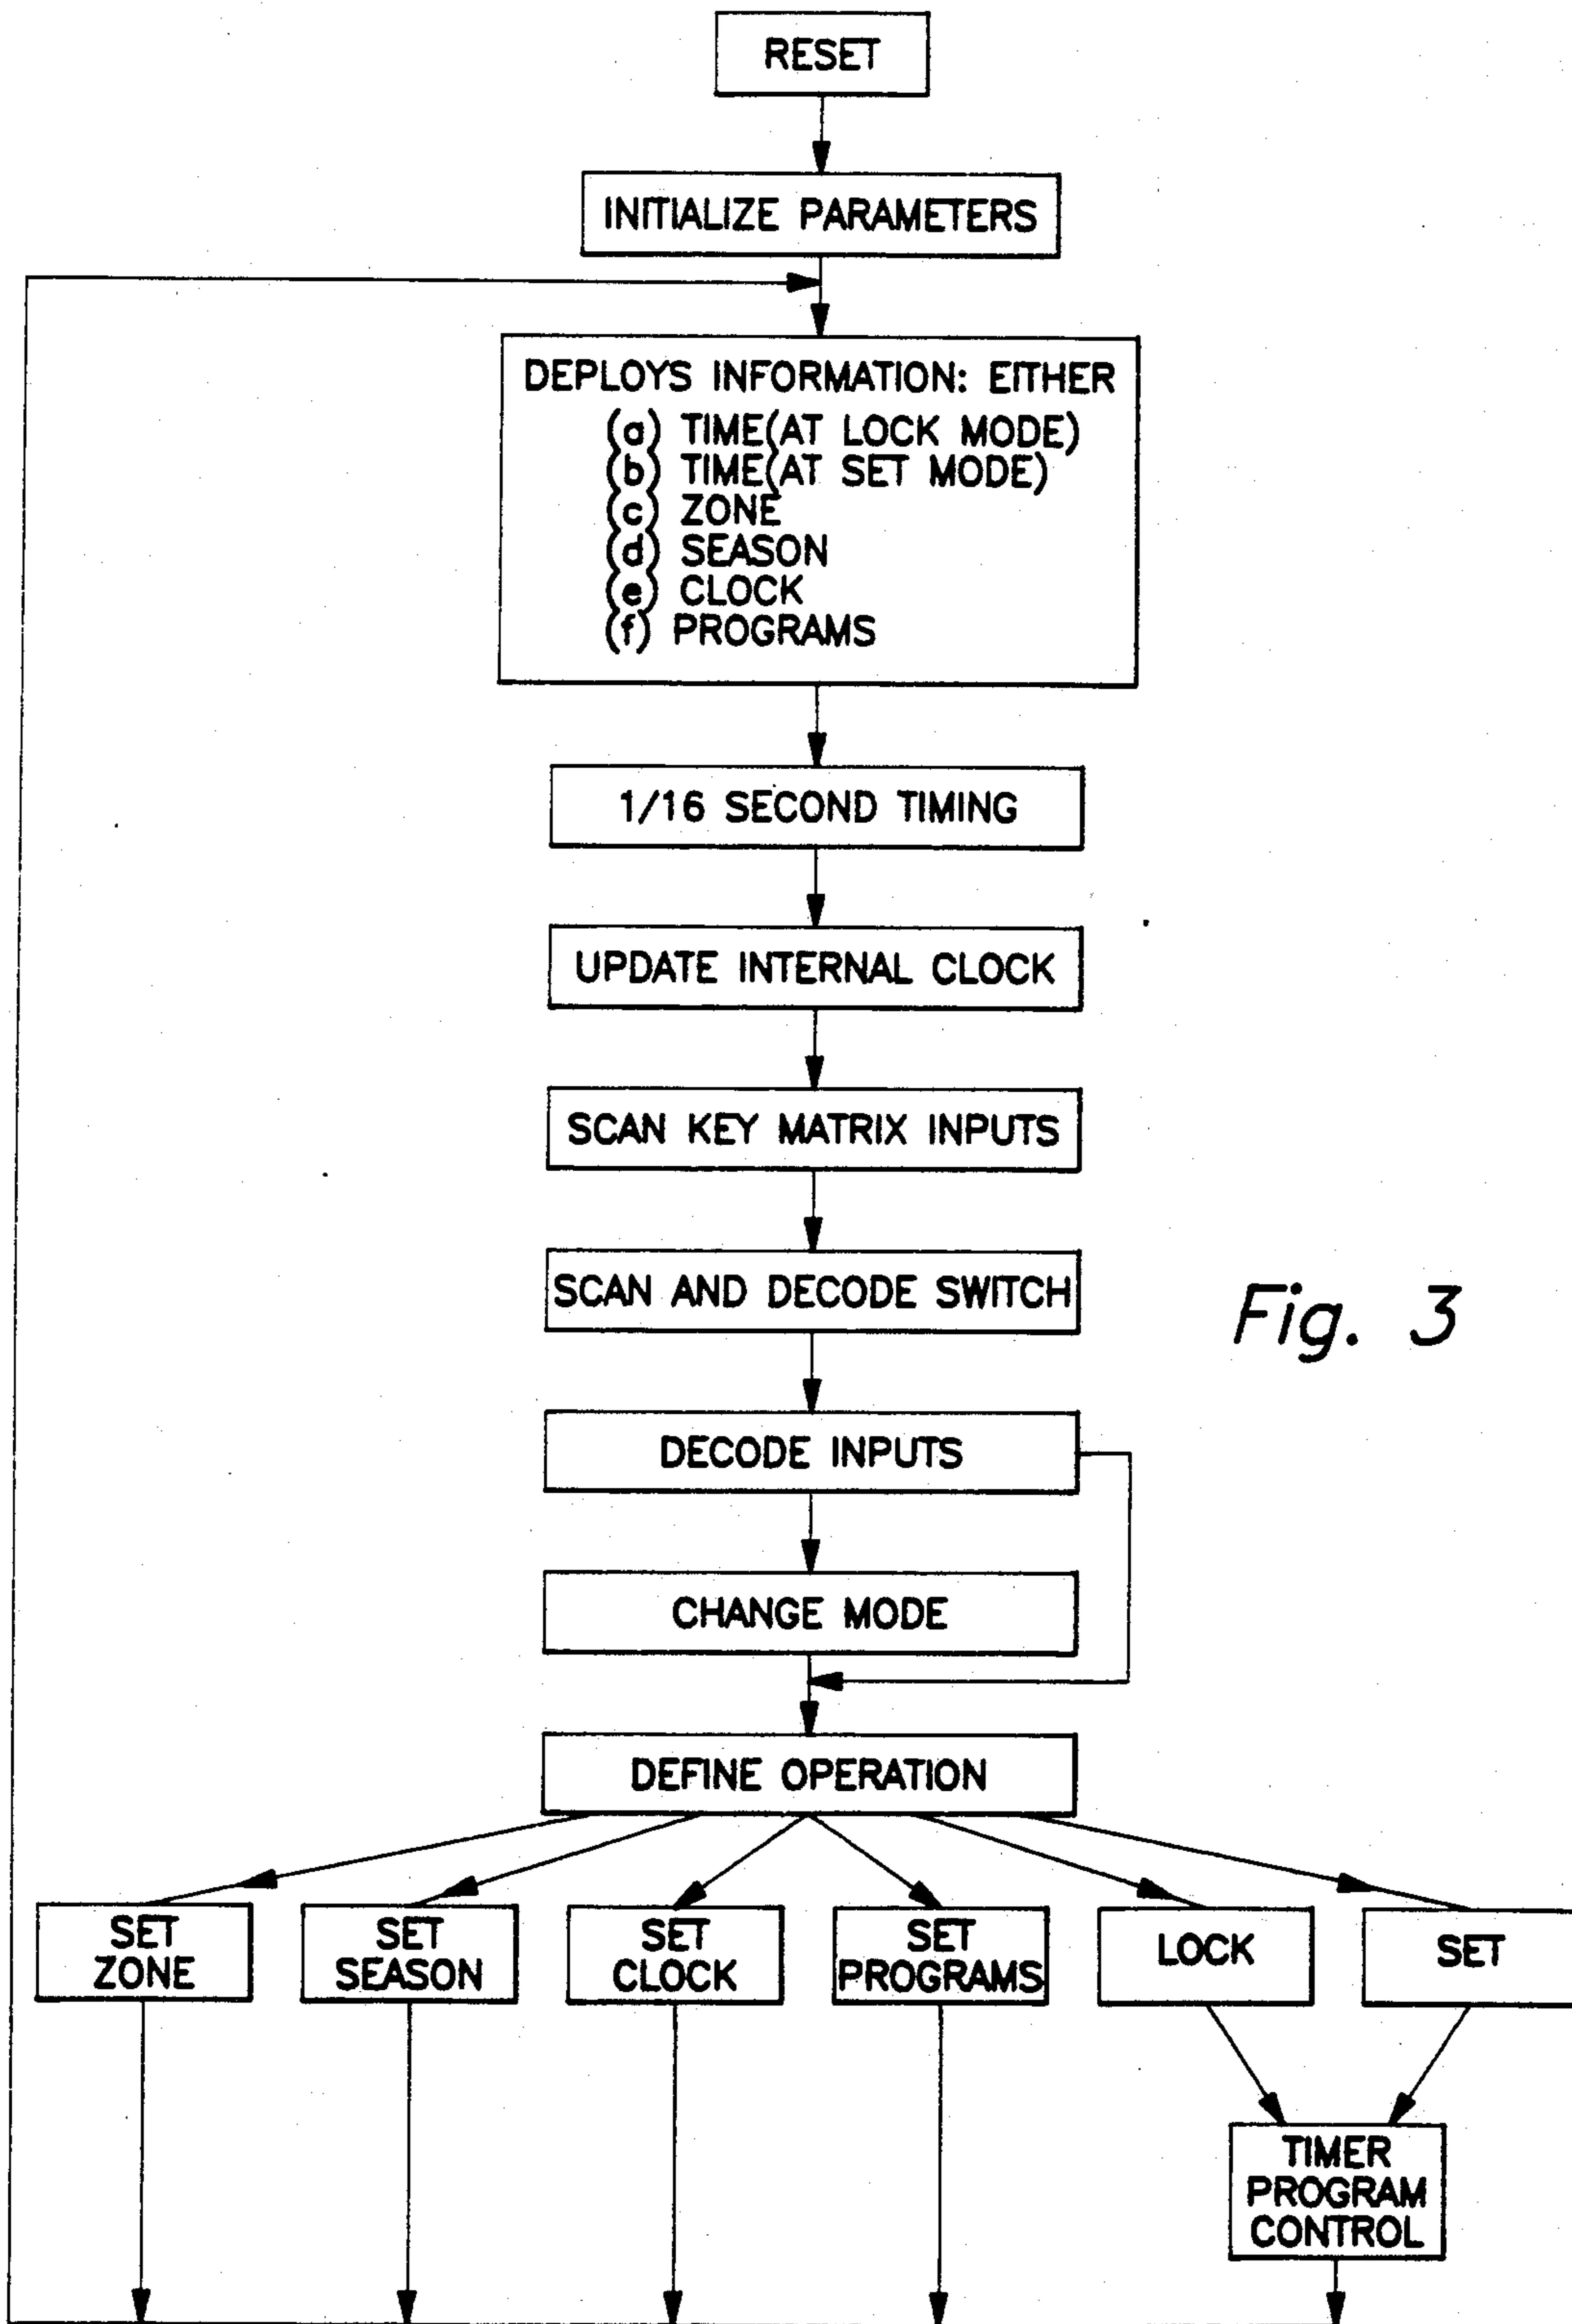 RESET
INITIALIZE PARAMETERS
DEPLOYS INFORMATION: EITHER
(a) TIME(AT LOCK MODE)
(b) TIME(AT SET MODE)
(c) ZONE
(d) SEASON
(e) CLOCK
(f) PROGRAMS
1/16 SECOND TIMING
UPDATE INTERNAL CLOCK
SCAN KEY MATRIX INPUTS
SCAN AND DECODE SWITCH
Fig. 3
DECODE INPUTS
CHANGE MODE
DEFINE OPERATION
SET
ZONE
SET
SEASON
SET
CLOCK
SET
PROGRAMS
LOCK
SET
TIMER
PROGRAM
CONTROL